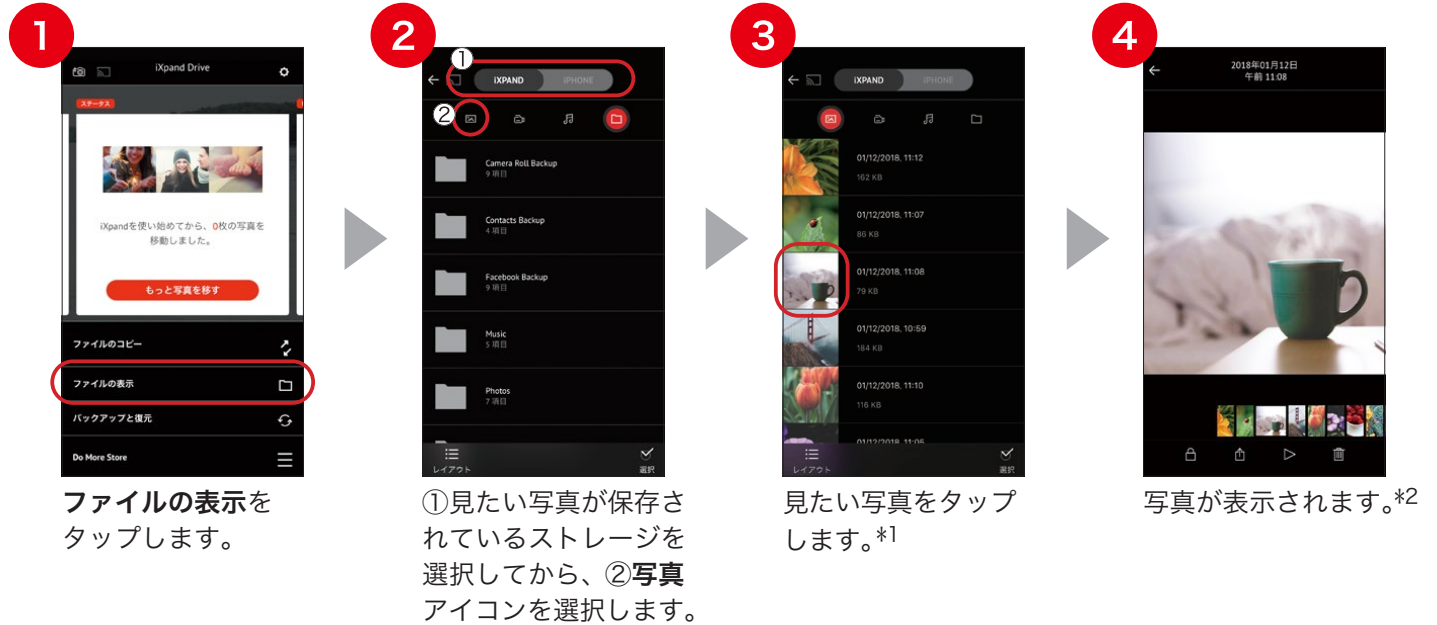 1
iXpand Drive
ステータス
iXpandを使い始めてから、0枚の写真を
移動しました。
もっと写真を移す
ファイルのコピー
ファイルの表示
バックアップと復元
Do More Store
ファイルの表示を
タップします。
2
①
iXPAND IPHONE
②
Camera Roll Backup
9 項目
Contacts Backup
4 項目
Facebook Backup
9 項目
Music
5 項目
Photos
7 項目
レイアウト 選択
①見たい写真が保存さ
れているストレージを
選択してから、②写真
アイコンを選択します。
3
iXPAND IPHONE
01/12/2018, 11:12
162 KB
01/12/2018, 11:07
86 KB
01/12/2018, 11:08
79 KB
01/12/2018, 10:59
184 KB
01/12/2018, 11:10
116 KB
01/12/2018, 11:05
レイアウト 選択
見たい写真をタップ
します。*1
4
2018年01月12日
午前 11:08
写真が表示されます。*2